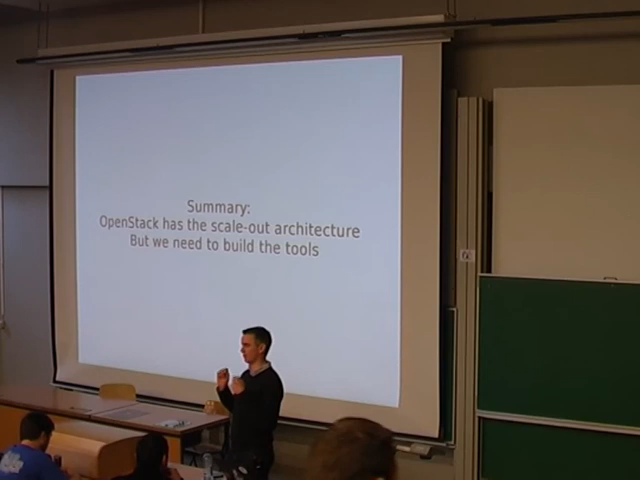 Summary:
OpenStack has the scale-out architecture
But we need to build the tools